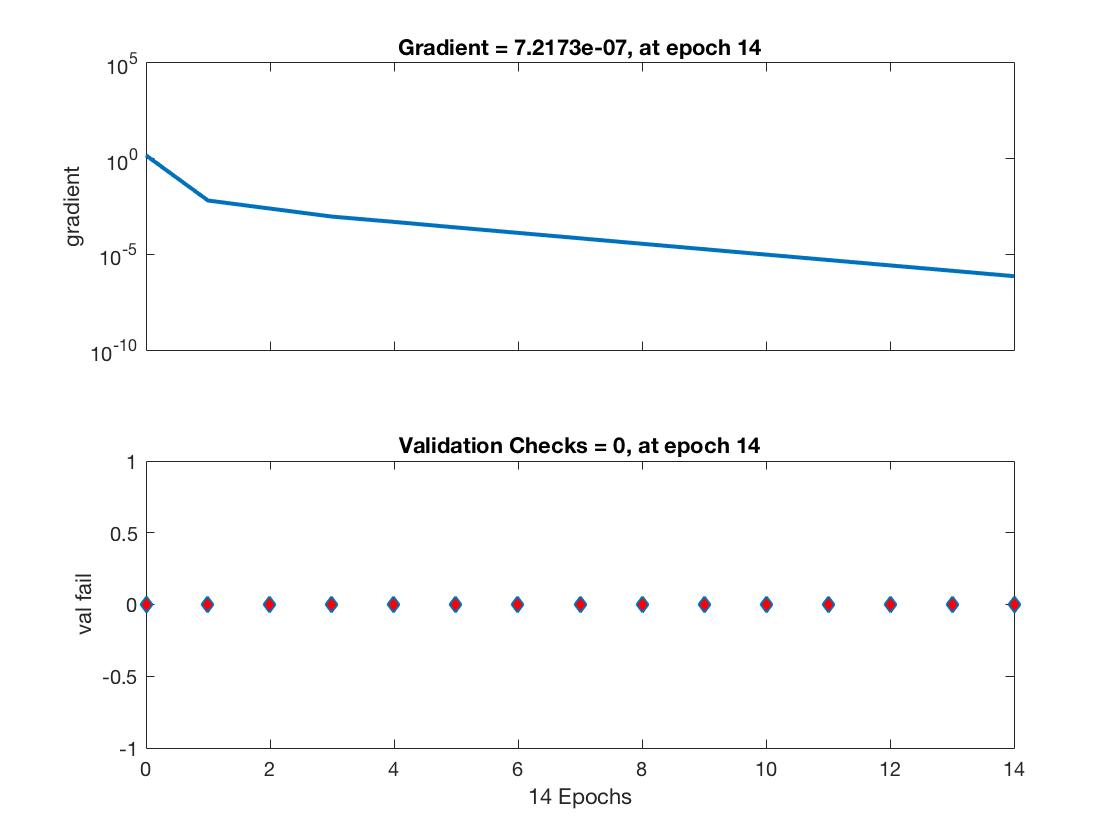 Gradient = 7.2173e-07, at epoch 14
10^5
10^0
10^-5
10^-10
gradient
Validation Checks = 0, at epoch 14
1
0.5
0
-0.5
-1
val fail
0 2 4 6 8 10 12 14
14 Epochs